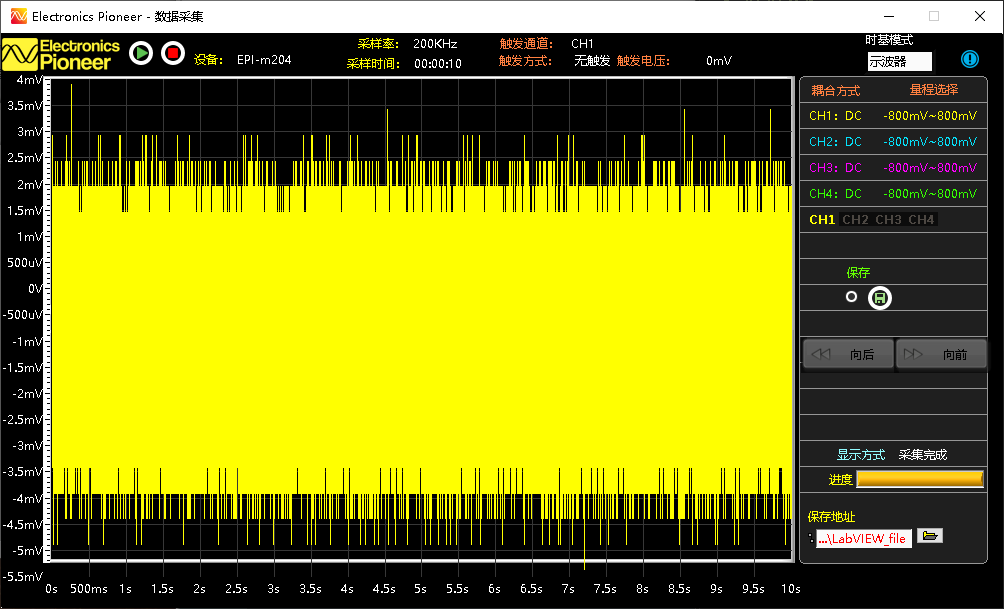 Electronics Pioneer - 数据采集
Electronics
Pioneer
设备： EPI-m204
采样率： 200KHz
采样时间： 00:00:10
触发通道： CH1
触发方式： 无触发 触发电压： 0mV
时基模式
示波器
4mV
3.5mV
3mV
2.5mV
2mV
1.5mV
1mV
500uV
0V
-500uV
-1mV
-1.5mV
-2mV
-2.5mV
-3mV
-3.5mV
-4mV
-4.5mV
-5mV
-5.5mV
0s 500ms 1s 1.5s 2s 2.5s 3s 3.5s 4s 4.5s 5s 5.5s 6s 6.5s 7s 7.5s 8s 8.5s 9s 9.5s 10s
耦合方式 量程选择
CH1： DC -800mV~800mV
CH2： DC -800mV~800mV
CH3： DC -800mV~800mV
CH4： DC -800mV~800mV
CH1 CH2 CH3 CH4
保存
向后 向前
显示方式 采集完成
进度
保存地址
: ...\LabVIEW_file